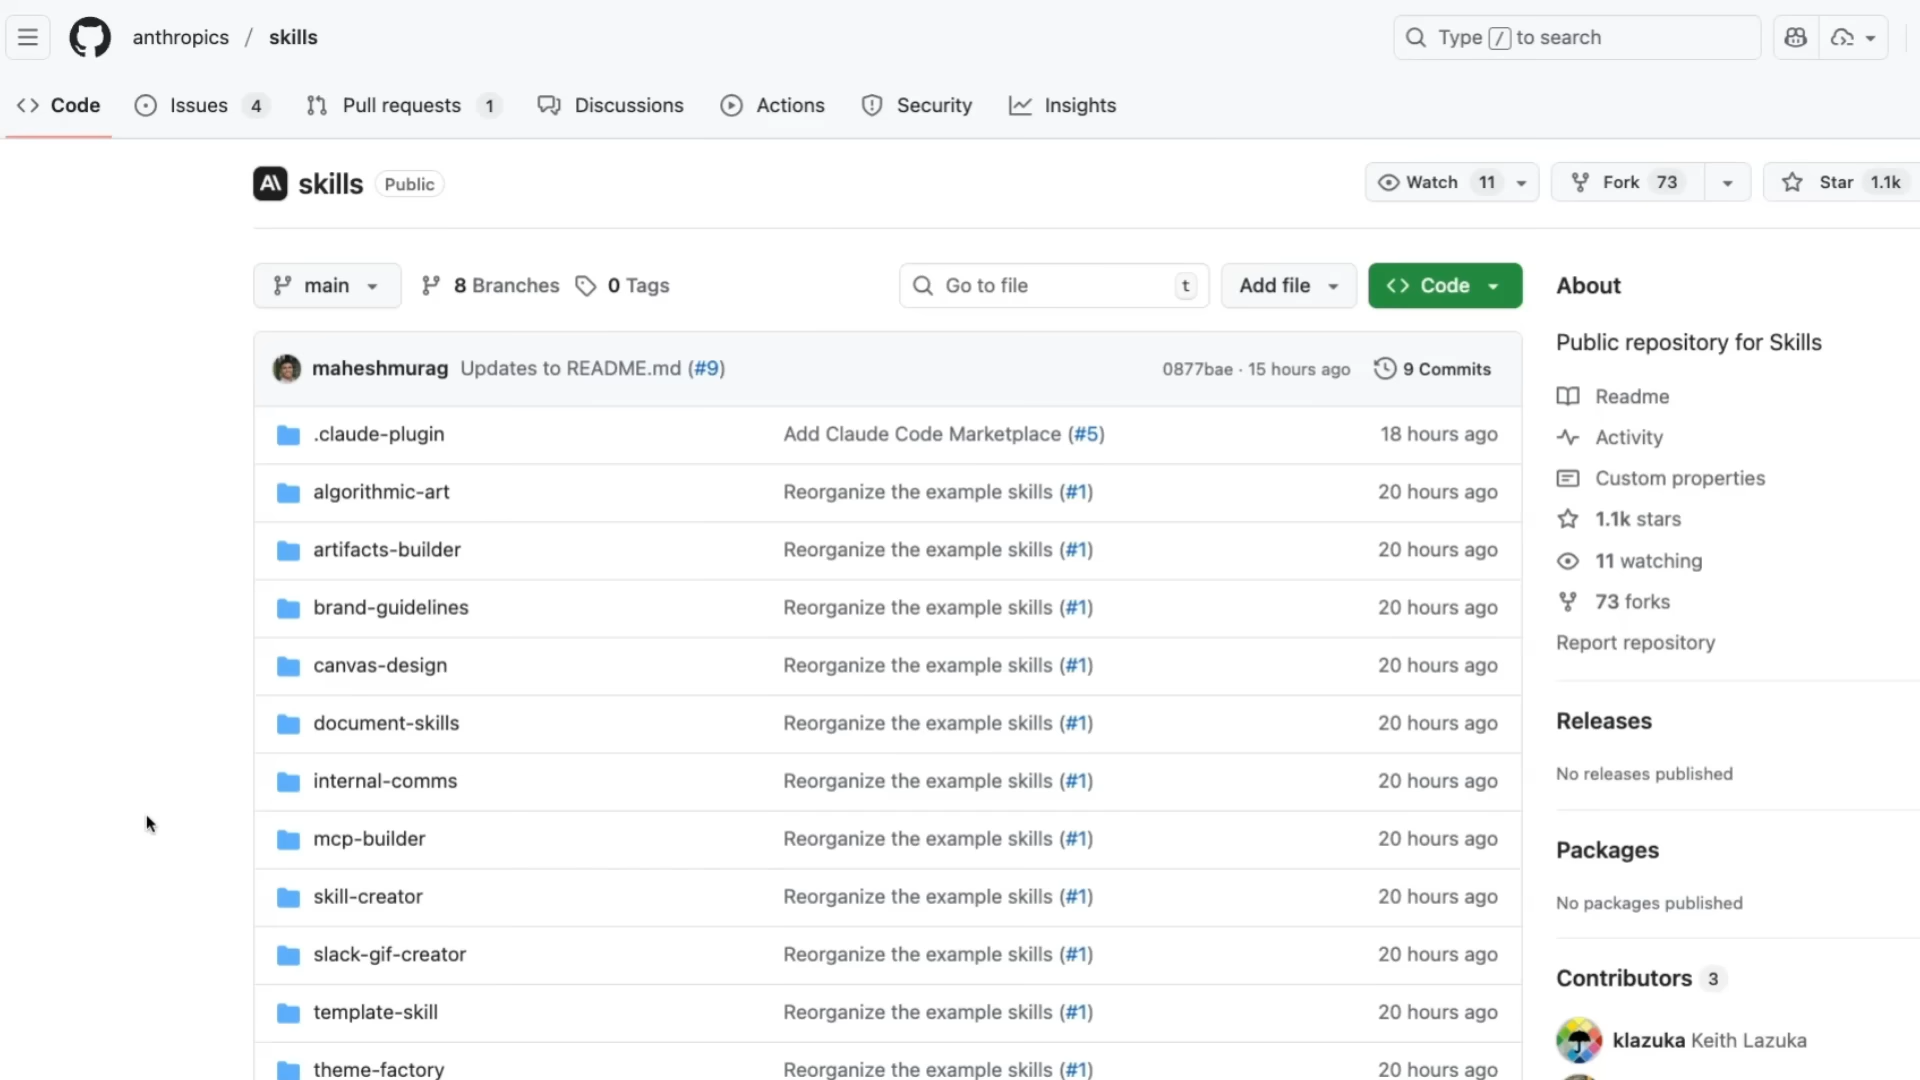 anthropics / skills
Type / to search
Code
Issues 4
Pull requests 1
Discussions
Actions
Security
Insights
skills Public
Watch 11
Fork 73
Star 1.1k
main
8 Branches
0 Tags
Go to file t
Add file
Code
maheshmurag Updates to README.md (#9) 0877bae · 15 hours ago 9 Commits
.claude-plugin Add Claude Code Marketplace (#5) 18 hours ago
algorithmic-art Reorganize the example skills (#1) 20 hours ago
artifacts-builder Reorganize the example skills (#1) 20 hours ago
brand-guidelines Reorganize the example skills (#1) 20 hours ago
canvas-design Reorganize the example skills (#1) 20 hours ago
document-skills Reorganize the example skills (#1) 20 hours ago
internal-comms Reorganize the example skills (#1) 20 hours ago
mcp-builder Reorganize the example skills (#1) 20 hours ago
skill-creator Reorganize the example skills (#1) 20 hours ago
slack-gif-creator Reorganize the example skills (#1) 20 hours ago
template-skill Reorganize the example skills (#1) 20 hours ago
theme-factory Reorganize the example skills (#1) 20 hours ago
About
Public repository for Skills
Readme
Activity
Custom properties
1.1k stars
11 watching
73 forks
Report repository
Releases
No releases published
Packages
No packages published
Contributors 3
klazuka Keith Lazuka